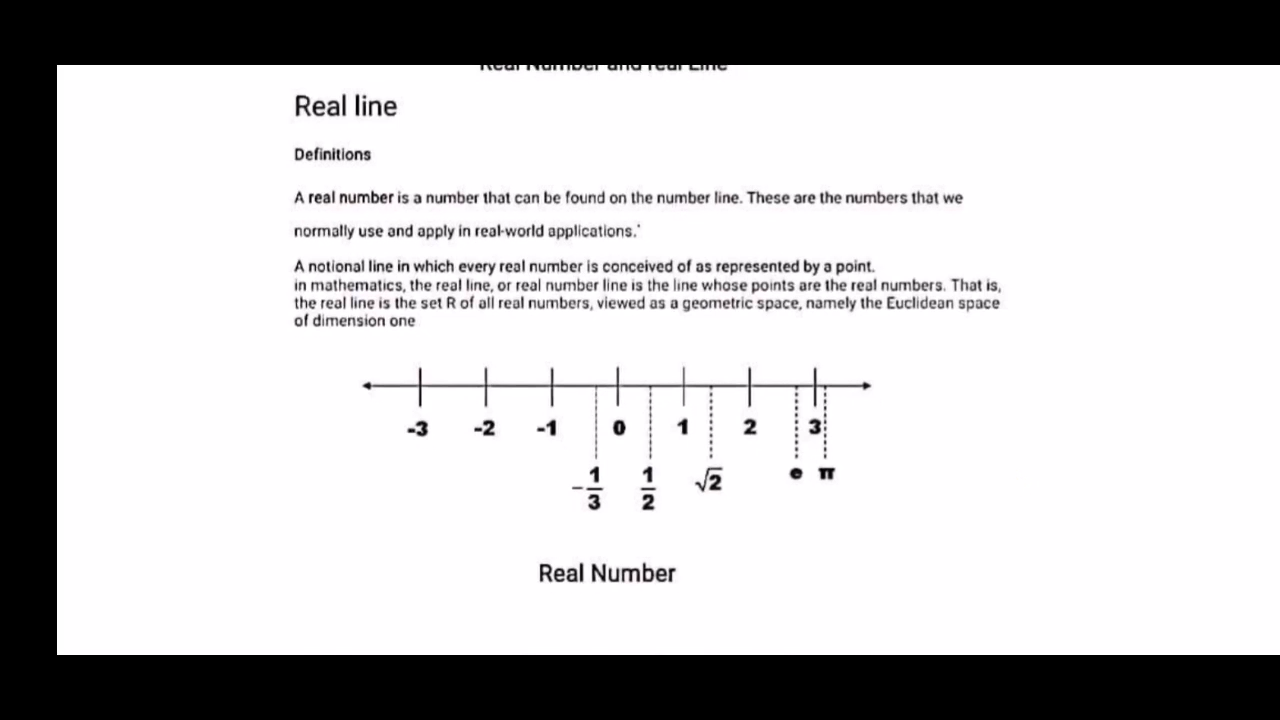 Real Number and real Line
Real line
Definitions
A real number is a number that can be found on the number line. These are the numbers that we
normally use and apply in real-world applications.'
A notional line in which every real number is conceived of as represented by a point.
in mathematics, the real line, or real number line is the line whose points are the real numbers. That is,
the real line is the set R of all real numbers, viewed as a geometric space, namely the Euclidean space
of dimension one
-3 -2 -1 0 1 2 3
-1/3 1/2 √2 e π
Real Number